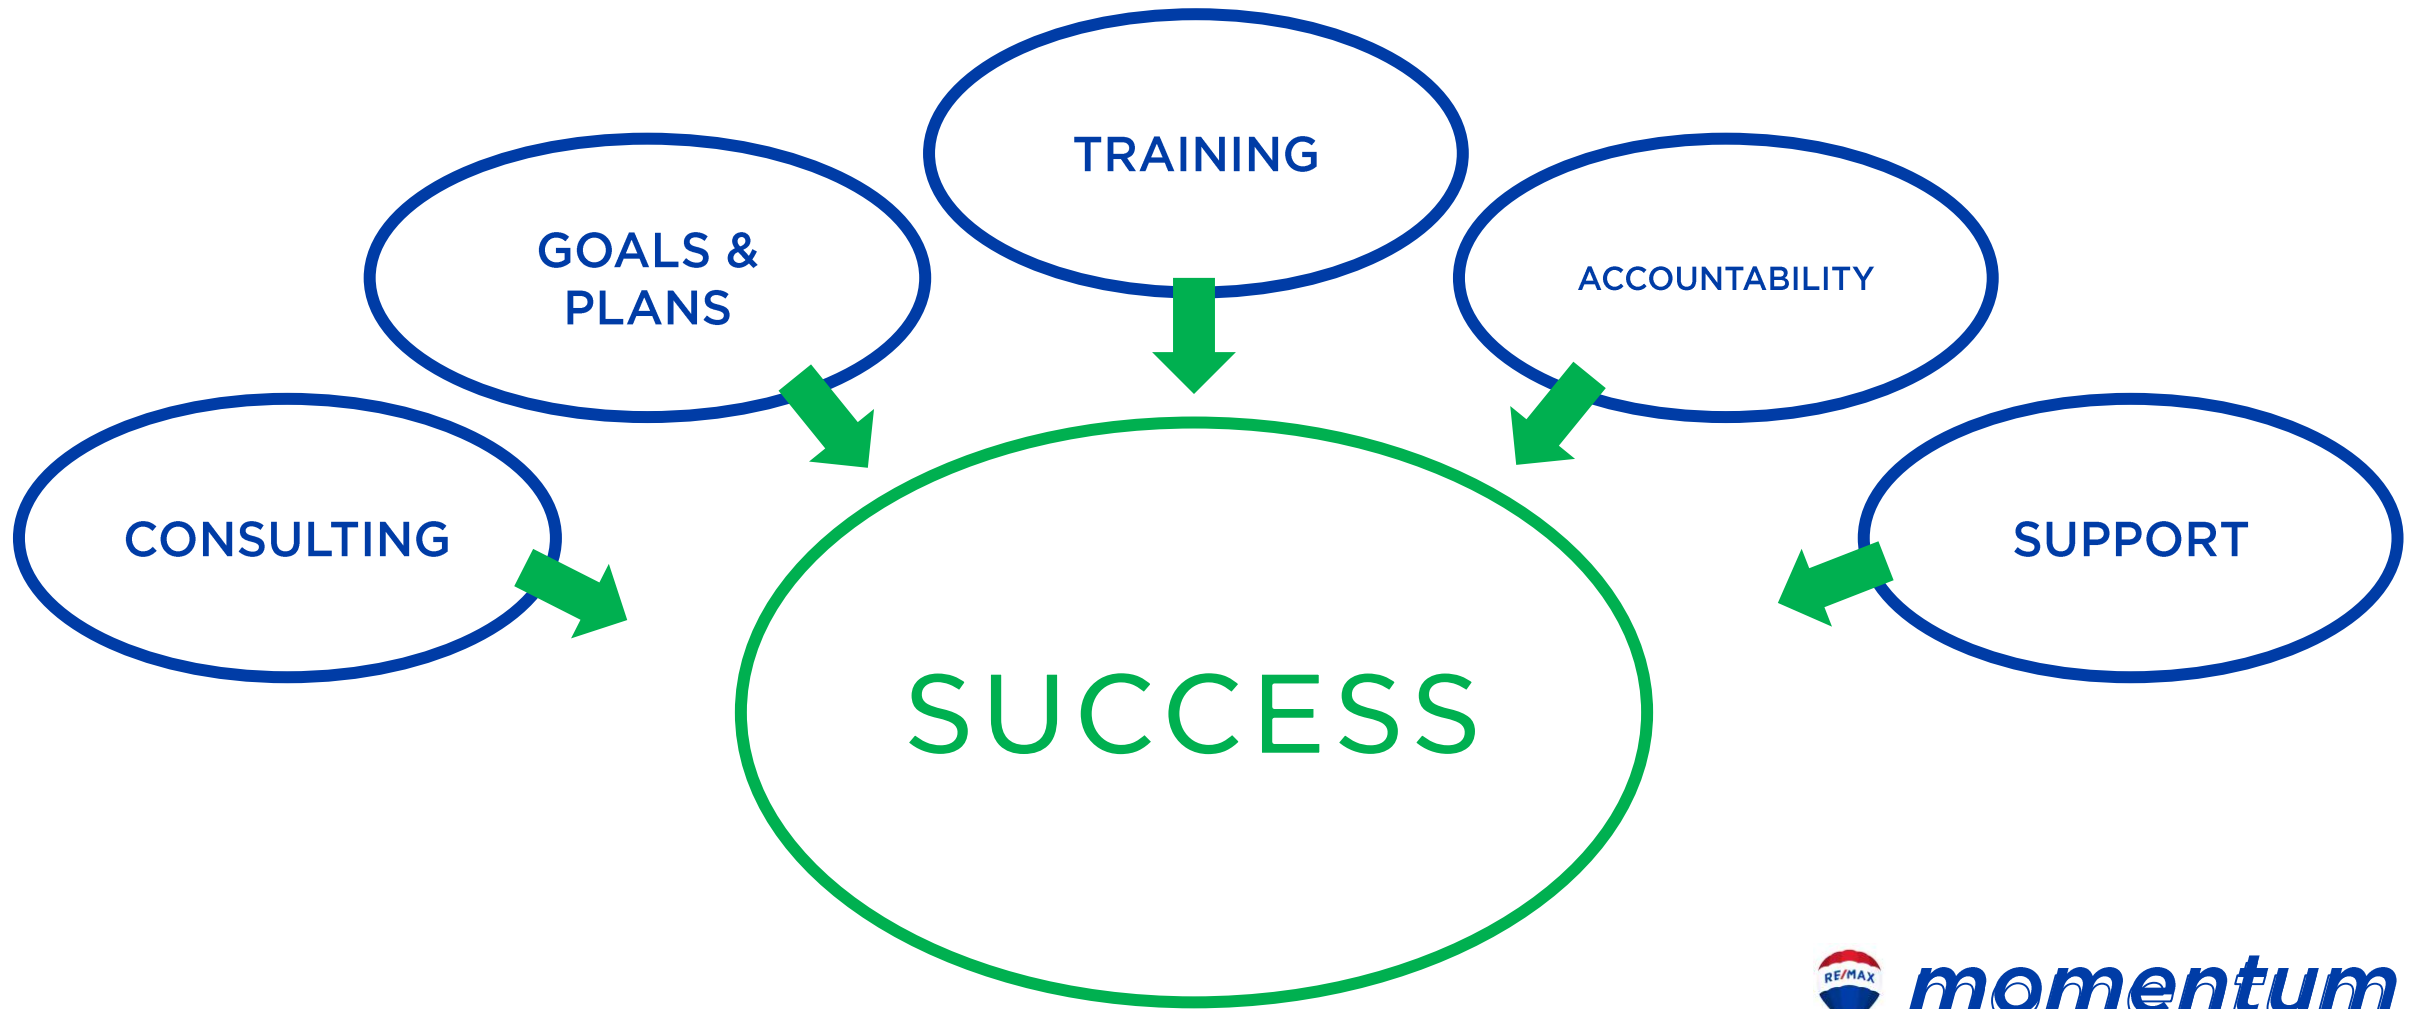 TRAINING
GOALS &
PLANS
ACCOUNTABILITY
CONSULTING
SUPPORT
SUCCESS
RE/MAX
momentum